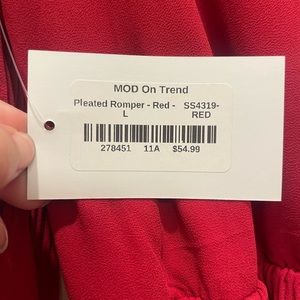 MOD On Trend
Pleated Romper - Red - SS4319-
L RED
278451 11A $54.99